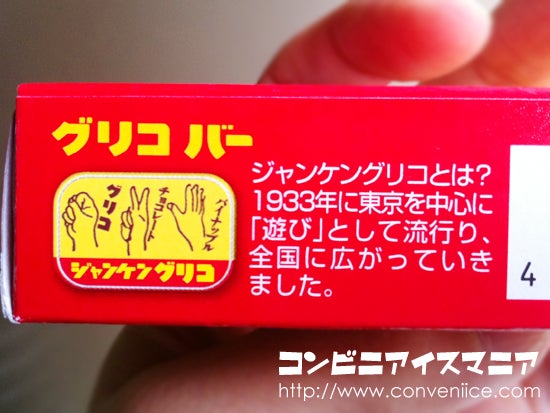 グリコ バー
グリコ
チョコレート
パイナップル
ジャンケングリコ
ジャンケングリコとは?
1933年に東京を中心に
「遊び」として流行り、
全国に広がっていき
ました。
4
コンビニアイスマニア
http://www.conveniice.com/